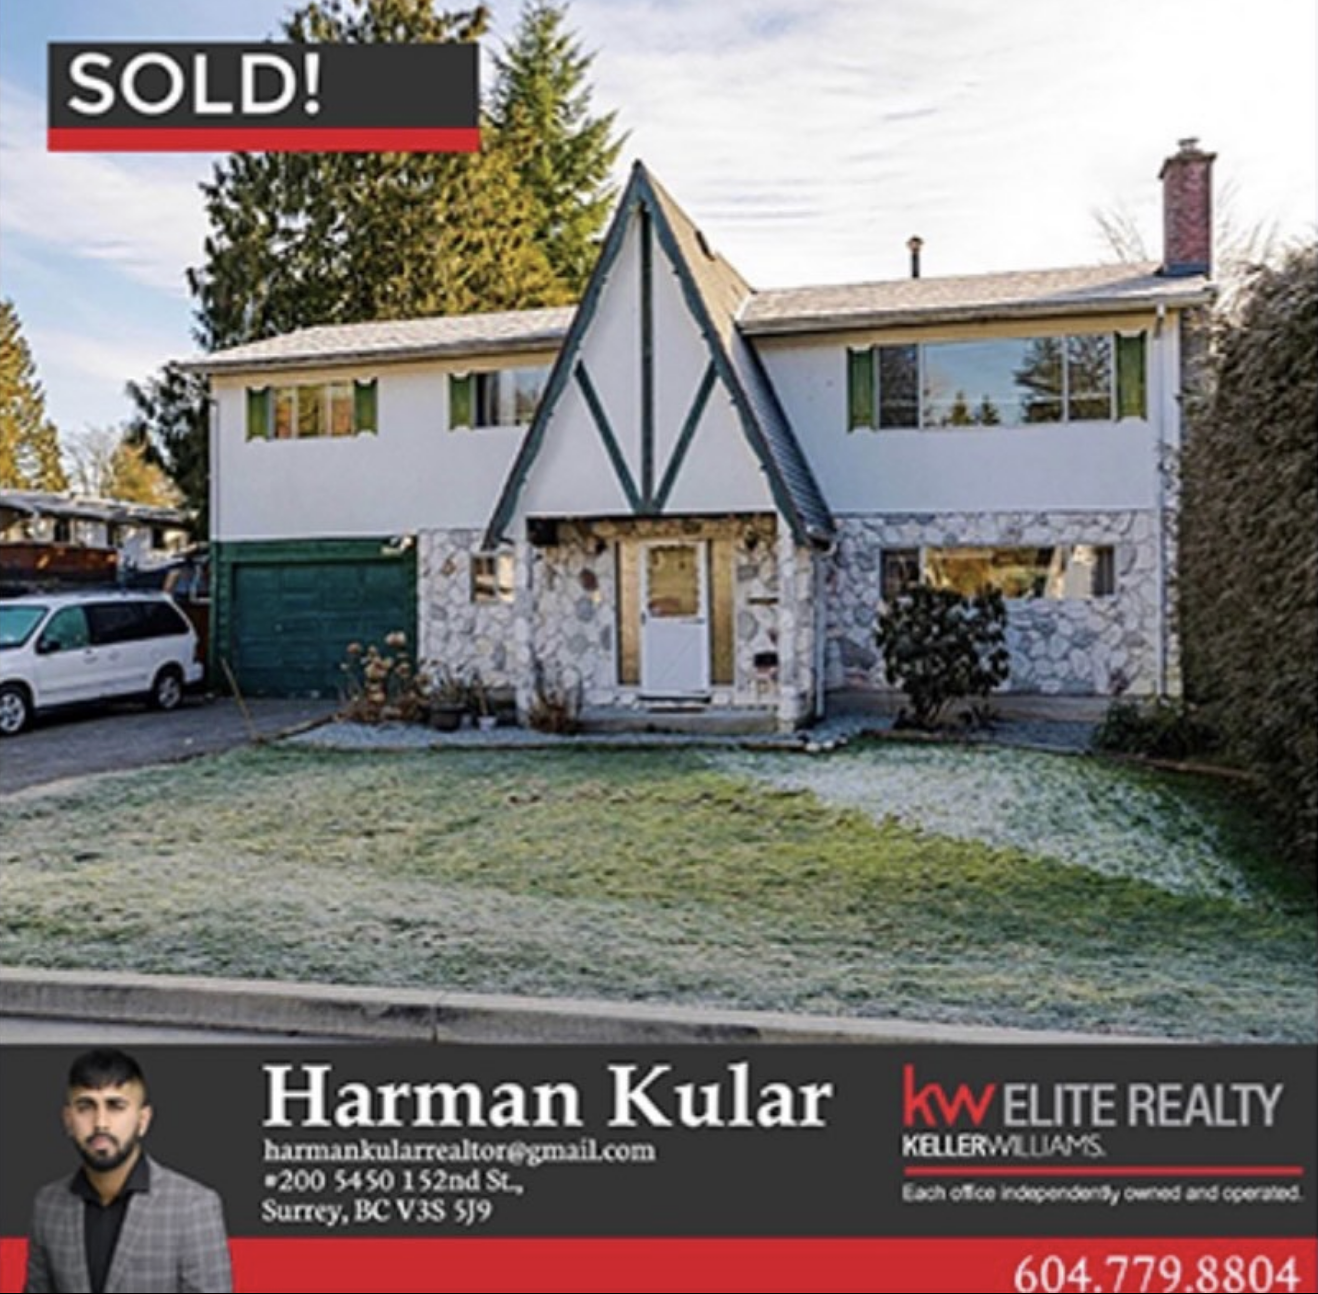 SOLD!
Harman Kular
harmankularrealtor@gmail.com
#200 5450 152nd St.,
Surrey, BC V3S 5J9
kw ELITE REALTY
KELLERWILLIAMS.
Each office independently owned and operated.
604.779.8804